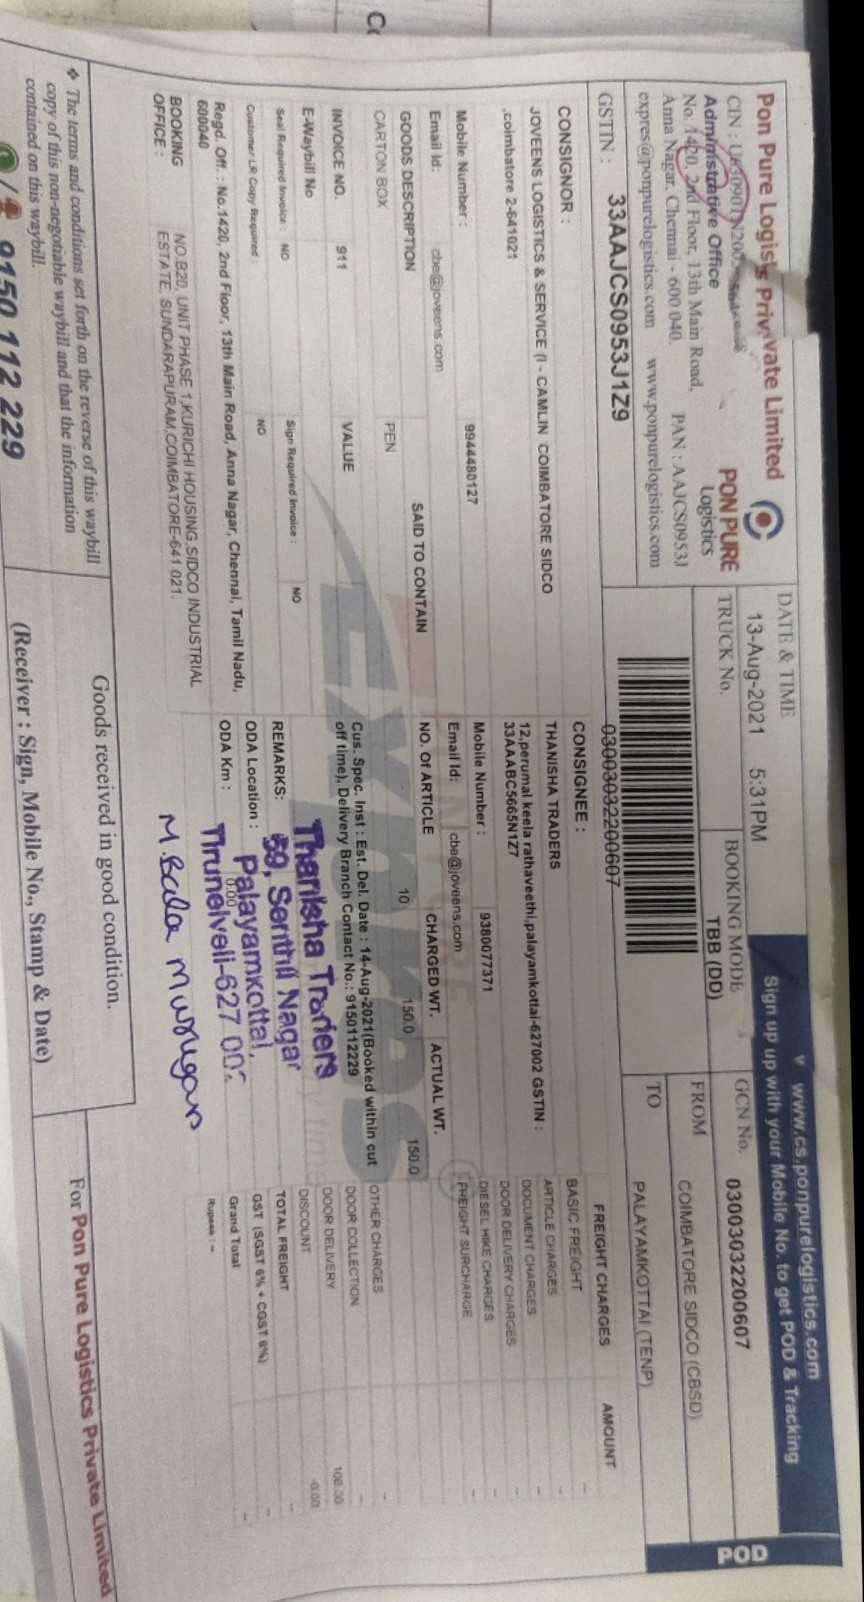 Pon Pure Logis s Private Limited
Administrative Office
No. 1420, 2nd Floor, 13th Main Road,
Anna Nagar, Chennai - 600 040. PAN : AAJCS0953J
expres@ponpurelogistics.com www.ponpurelogistics.com
PON PURE
Logistics
GSTIN : 33AAJCS0953J1Z9
DATE & TIME
13-Aug-2021 5:31PM
TRUCK No.
BOOKING MODE
TBB (DD)
www.cs.ponpurelogistics.com
Sign up up with your Mobile No. to get POD & Tracking
GCN No. 03003032200607
FROM COIMBATORE SIDCO (CBSD)
TO PALAYAMKOTTAI (TENP)
POD
03003032200607
CONSIGNOR :
JOVEENS LOGISTICS & SERVICE (I - CAMLIN COIMBATORE SIDCO
,coimbatore 2-641021
Mobile Number : 9944480127
Email Id: cbe@joveens.com
CONSIGNEE :
THANISHA TRADERS
12,perumal keela rathaveethi,palayamkottai-627002 GSTIN :
33AAABC5665N1Z7
Mobile Number : 9380077371
Email Id: cbe@joveens.com
GOODS DESCRIPTION SAID TO CONTAIN NO. Of ARTICLE CHARGED WT. ACTUAL WT.
CARTON BOX PEN 10 150.0 150.0
INVOICE NO. 911 VALUE
E-Waybill No
Seal Required Invoice : NO Sign Required Invoice : NO
Customer LR Copy Required : NO
Cus. Spec. Inst : Est. Del. Date : 14-Aug-2021(Booked within cut
off time), Delivery Branch Contact No.: 9150112229
REMARKS:
ODA Location :
ODA Km : 0.00
Thanisha Traders
59, Senthil Nagar
Palayamkottai,
Tirunelveli-627 002
M. Bala Murugan
FREIGHT CHARGES AMOUNT
BASIC FREIGHT -
ARTICLE CHARGES -
DOCUMENT CHARGES -
DOOR DELIVERY CHARGES -
DIESEL HIKE CHARGES -
FREIGHT SURCHARGE -
OTHER CHARGES -
DOOR COLLECTION -
DOOR DELIVERY 100.00
DISCOUNT -0.00
TOTAL FREIGHT -
GST (SGST 6% + CGST 6%) -
Grand Total -
Rupees : --
Regd. Off. : No.1420, 2nd Floor, 13th Main Road, Anna Nagar, Chennai, Tamil Nadu,
600040
BOOKING OFFICE : NO.B20, UNIT PHASE 1,KURICHI HOUSING,SIDCO INDUSTRIAL
ESTATE, SUNDARAPURAM,COIMBATORE-641 021.
❖ The terms and conditions set forth on the reverse of this waybill
copy of this non-negotiable waybill and that the information
contained on this waybill.
9150 112 229
Goods received in good condition.
(Receiver : Sign, Mobile No., Stamp & Date)
For Pon Pure Logistics Private Limited